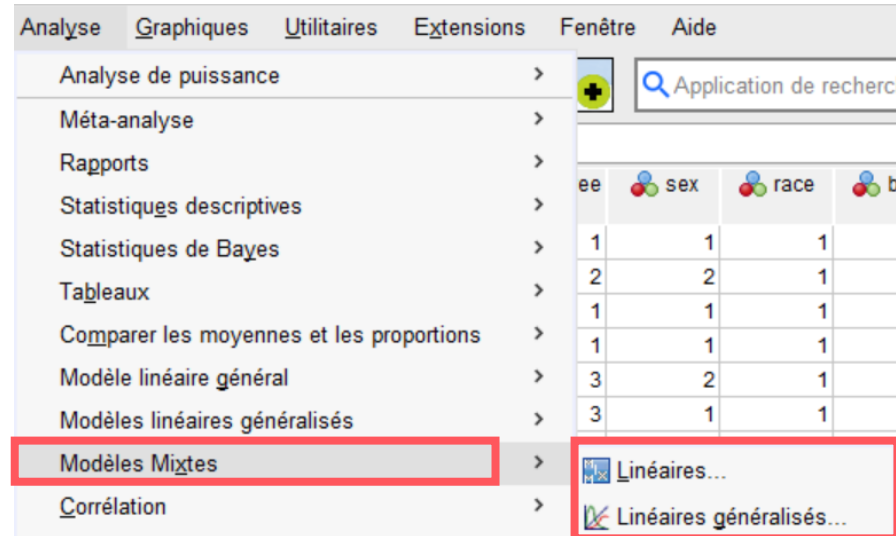 Analyse Graphiques Utilitaires Extensions Fenêtre Aide
Analyse de puissance >
Application de recherc
Méta-analyse >
Rapports >
ee sex race b
Statistiques descriptives >
Statistiques de Bayes > 1 1 1
2 2 1
Tableaux >
1 1 1
Comparer les moyennes et les proportions > 1 1 1
Modèle linéaire général > 3 2 1
Modèles linéaires généralisés > 3 1 1
Modèles Mixtes > Linéaires...
Corrélation > Linéaires généralisés...